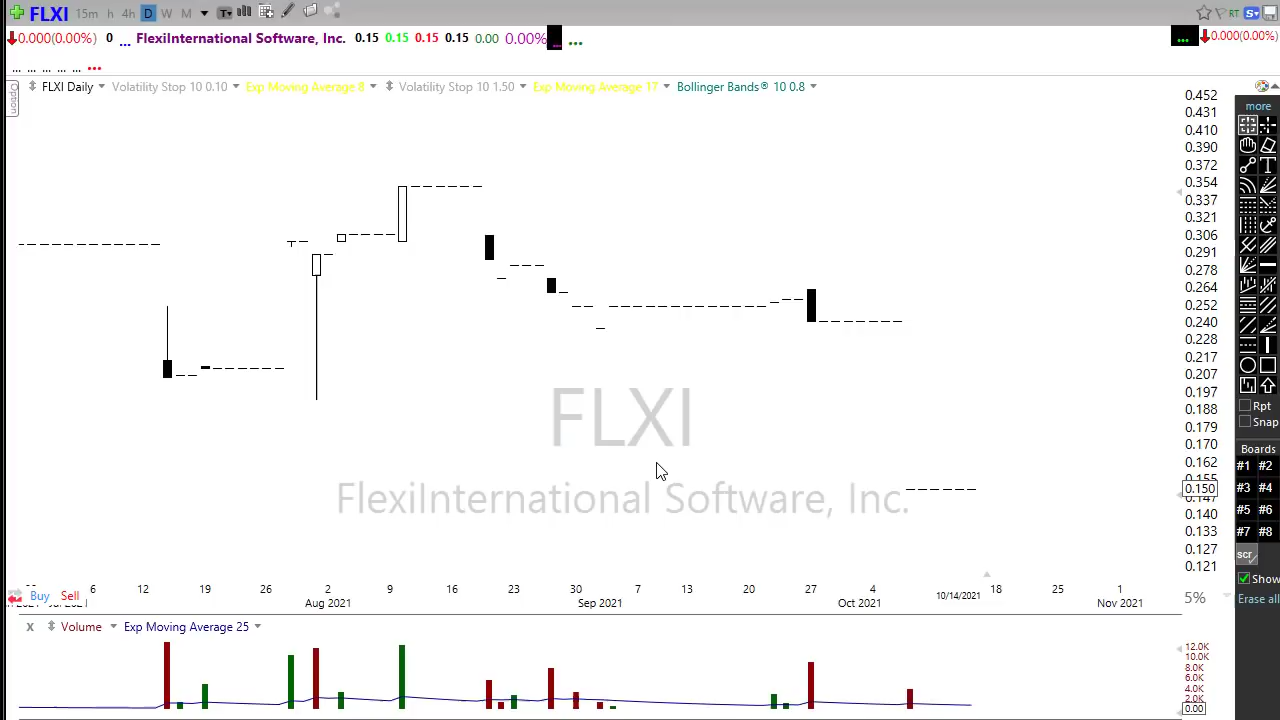 FLXI 15m h 4h D W M T RT S
0.000(0.00%) 0 ... FlexiInternational Software, Inc. 0.15 0.15 0.15 0.15 0.00 0.00% ... ... ... 0.000(0.00%)
... ... ... ... ... ...
Option
FLXI Daily Volatility Stop 10 0.10 Exp Moving Average 8 Volatility Stop 10 1.50 Exp Moving Average 17 Bollinger Bands® 10 0.8
0.452
0.431
0.410
0.390
0.372
0.354
0.337
0.321
0.306
0.291
0.278
0.264
0.252
0.240
0.228
0.217
0.207
0.197
0.188
0.179
0.170
0.162
0.155
0.150
0.147
0.140
0.133
0.127
0.121
more
Rpt
Snap
Boards
#1 #2
#3 #4
#5 #6
#7 #8
scr
Show
Erase all
FLXI
FlexiInternational Software, Inc.
6 12 19 26 2 9 16 23 30 7 13 20 27 4 10/14/2021 18 25 1
Buy Sell
Aug 2021 Sep 2021 Oct 2021 Nov 2021
5%
X Volume Exp Moving Average 25
12.0K
10.0K
8.0K
6.0K
4.0K
2.0K
0.00